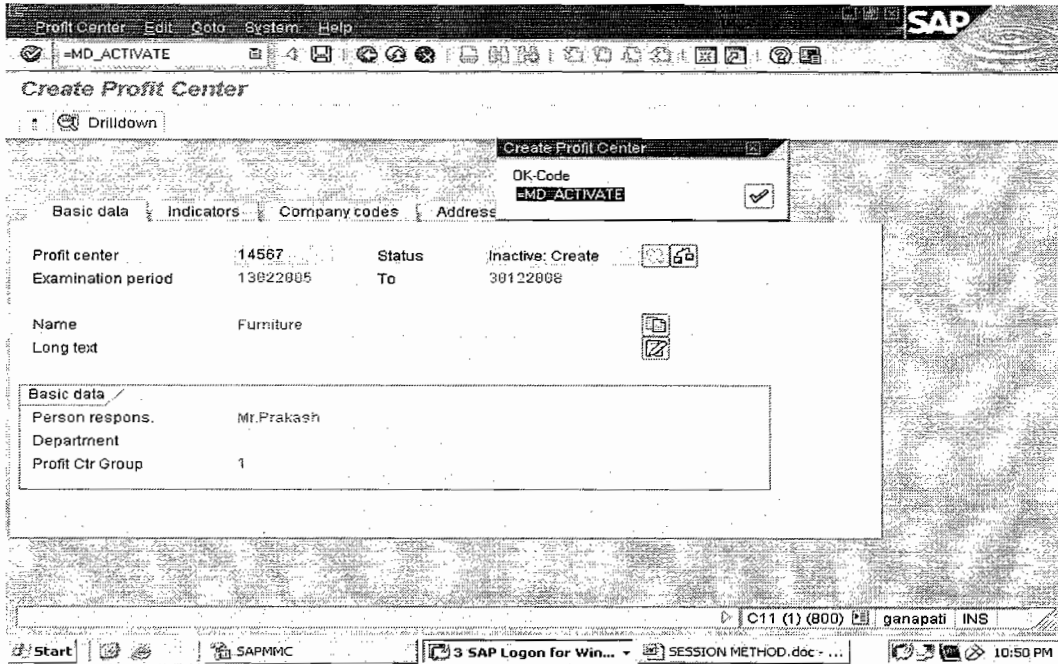 Profit Center Edit Goto System Help
SAP
=MD_ACTIVATE
Create Profit Center
Drilldown
Create Profit Center
OK-Code
=MD_ACTIVATE
Basic data Indicators Company codes Address
Profit center 14567 Status Inactive: Create
Examination period 13022005 To 30122008
Name Furniture
Long text
Basic data
Person respons. Mr.Prakash
Department
Profit Ctr Group 1
C11 (1) (800) ganapati INS
Start SAPMMC 3 SAP Logon for Win... SESSION METHOD.doc - ... 10:50 PM